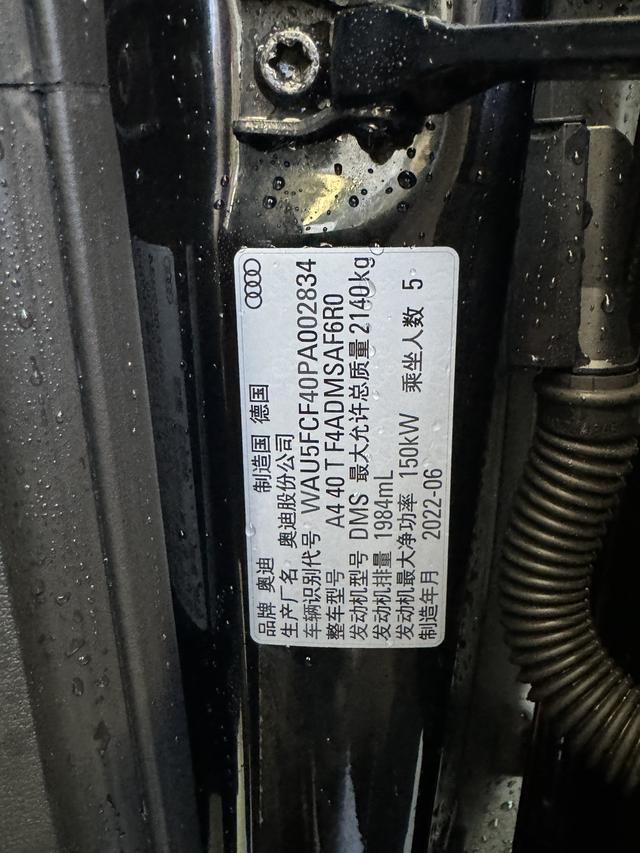 品牌 奥迪 制造国 德国
生产厂名 奥迪股份公司
车辆识别代号 WAU5FCF40PA002834
整车型号 A4 40 T F4ADMSAF6R0
发动机型号 DMS 最大允许总质量 2140kg
发动机排量 1984mL
发动机最大净功率 150kW 乘坐人数 5
制造年月 2022-06